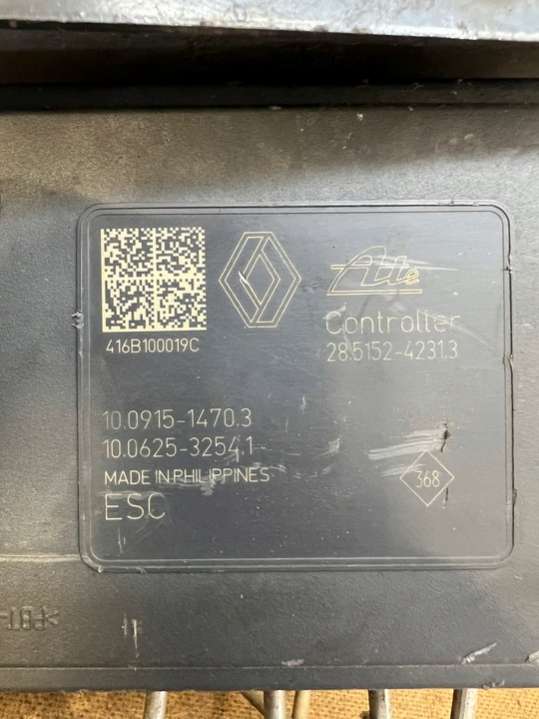 416B100019C
Ate
Controller
28.5152-4231.3
10.0915-1470.3
10.0625-3254.1
MADE IN PHILIPPINES
ESC
368